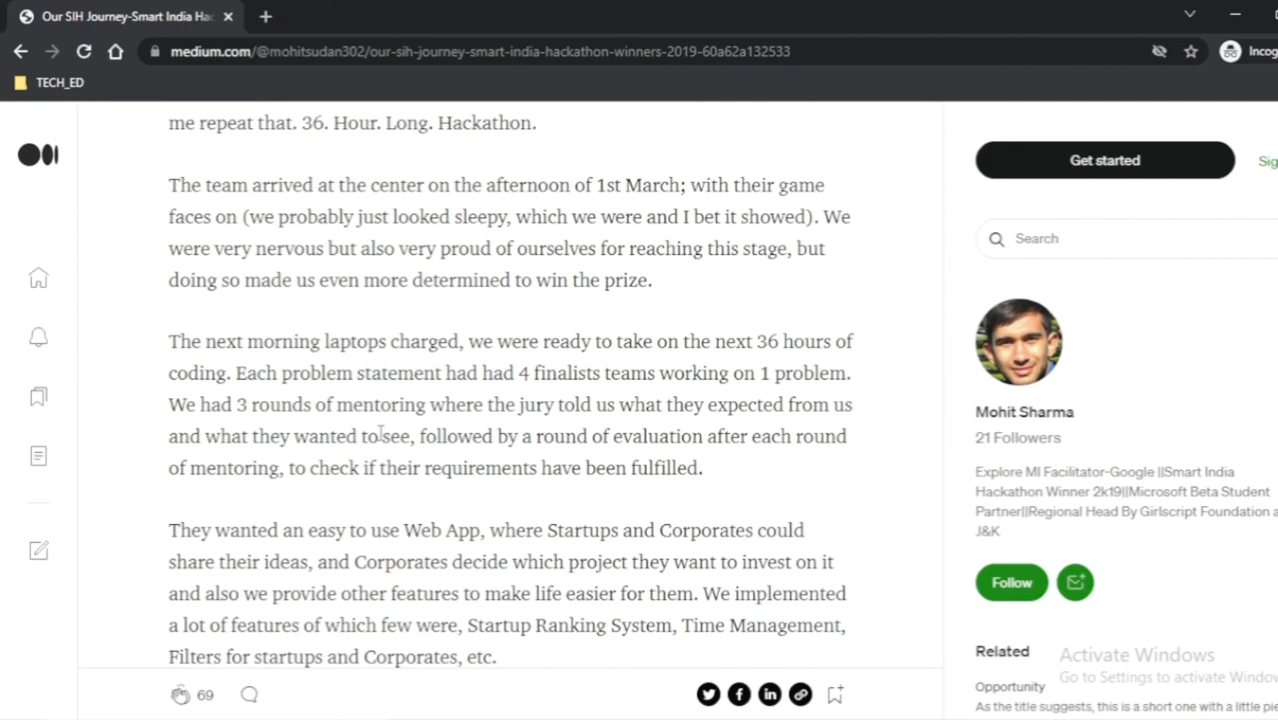 Our SIH Journey-Smart India Hac
medium.com/@mohitsudan302/our-sih-journey-smart-india-hackathon-winners-2019-60a62a132533
Incog
TECH_ED
me repeat that. 36. Hour. Long. Hackathon.
The team arrived at the center on the afternoon of 1st March; with their game
faces on (we probably just looked sleepy, which we were and I bet it showed). We
were very nervous but also very proud of ourselves for reaching this stage, but
doing so made us even more determined to win the prize.
The next morning laptops charged, we were ready to take on the next 36 hours of
coding. Each problem statement had had 4 finalists teams working on 1 problem.
We had 3 rounds of mentoring where the jury told us what they expected from us
and what they wanted to see, followed by a round of evaluation after each round
of mentoring, to check if their requirements have been fulfilled.
They wanted an easy to use Web App, where Startups and Corporates could
share their ideas, and Corporates decide which project they want to invest on it
and also we provide other features to make life easier for them. We implemented
a lot of features of which few were, Startup Ranking System, Time Management,
Filters for startups and Corporates, etc.
69
Get started
Sig
Search
Mohit Sharma
21 Followers
Explore MI Facilitator-Google ||Smart India
Hackathon Winner 2k19||Microsoft Beta Student
Partner||Regional Head By Girlscript Foundation a
J&K
Follow
Related
Activate Windows
Go to Settings to activate Window
Opportunity
As the title suggests, this is a short one with a little pie